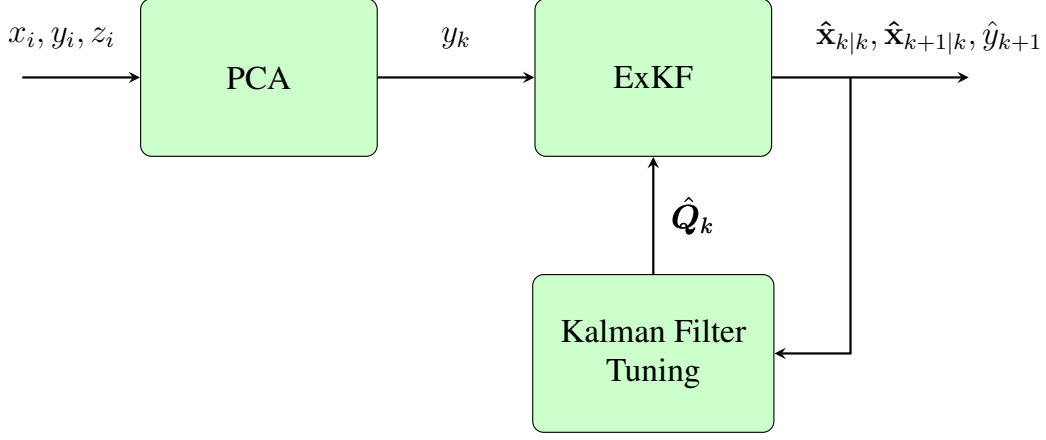 x_i, y_i, z_i
PCA
y_k
ExKF
x̂_{k|k}, x̂_{k+1|k}, ŷ_{k+1}
Q̂_k
Kalman Filter
Tuning